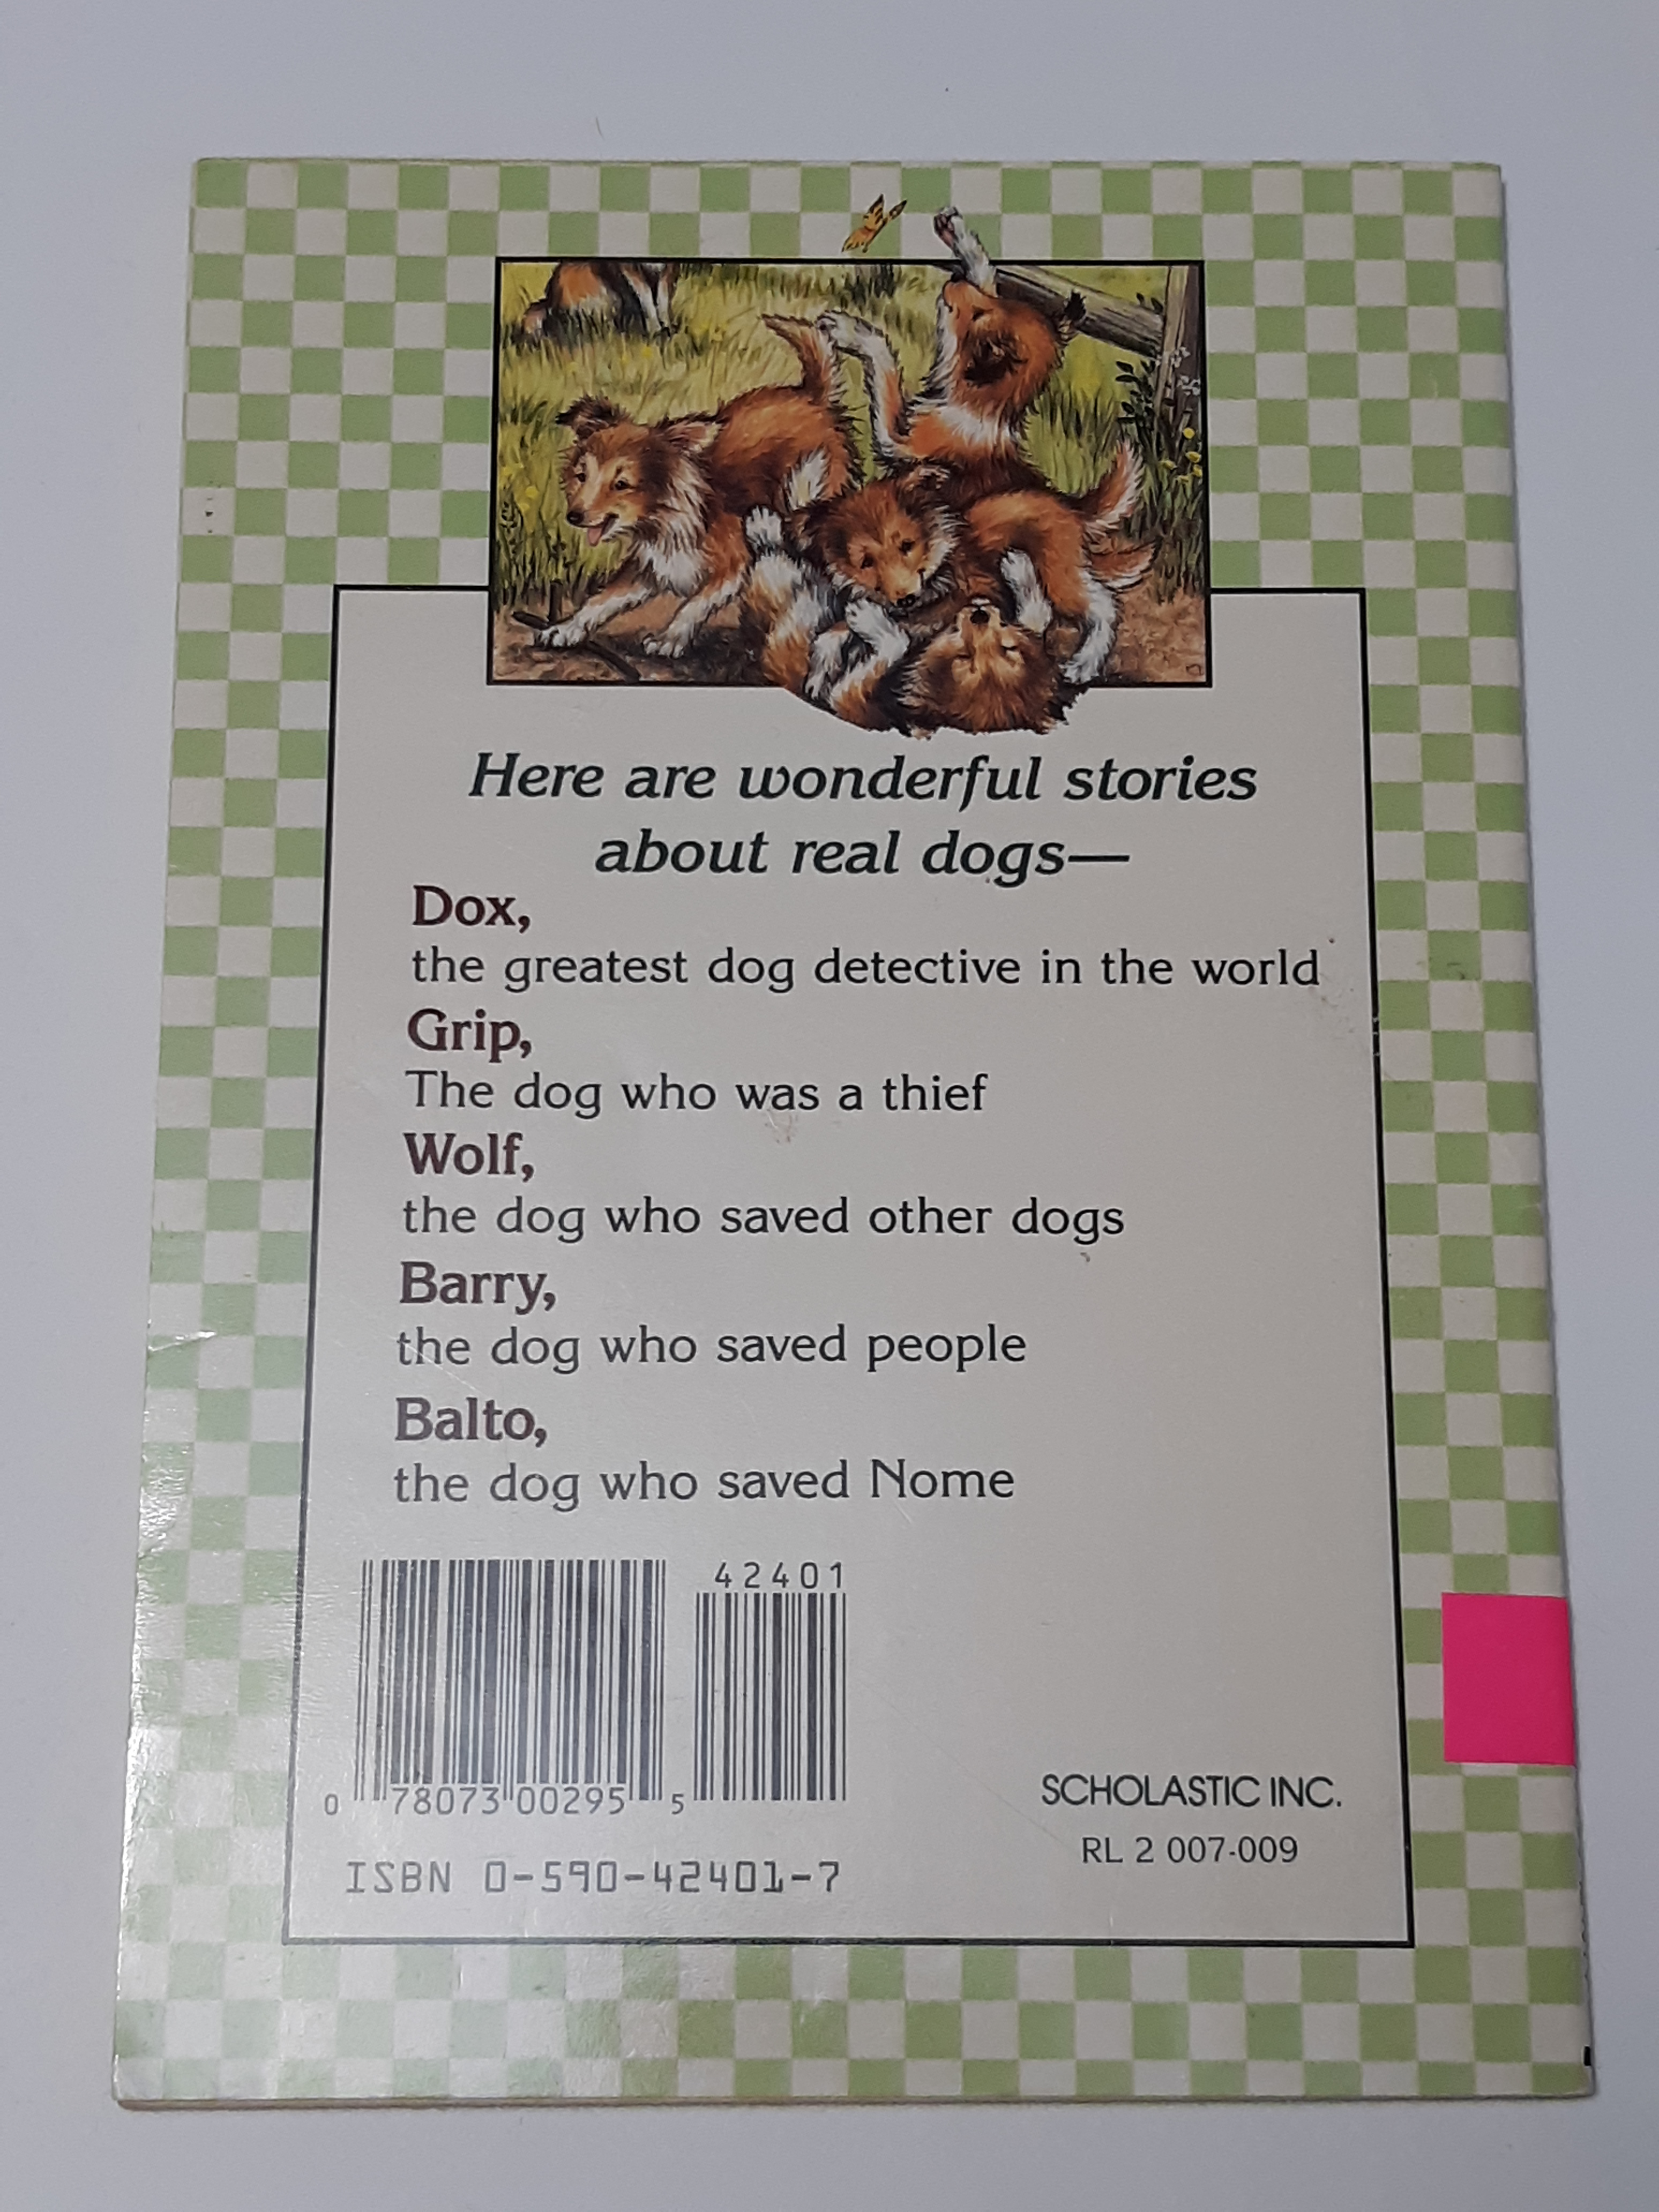 Here are wonderful stories
about real dogs—
Dox,
the greatest dog detective in the world
Grip,
The dog who was a thief
Wolf,
the dog who saved other dogs
Barry,
the dog who saved people
Balto,
the dog who saved Nome
42401
0 78073 00295 5
ISBN 0-590-42401-7
SCHOLASTIC INC.
RL 2 007-009